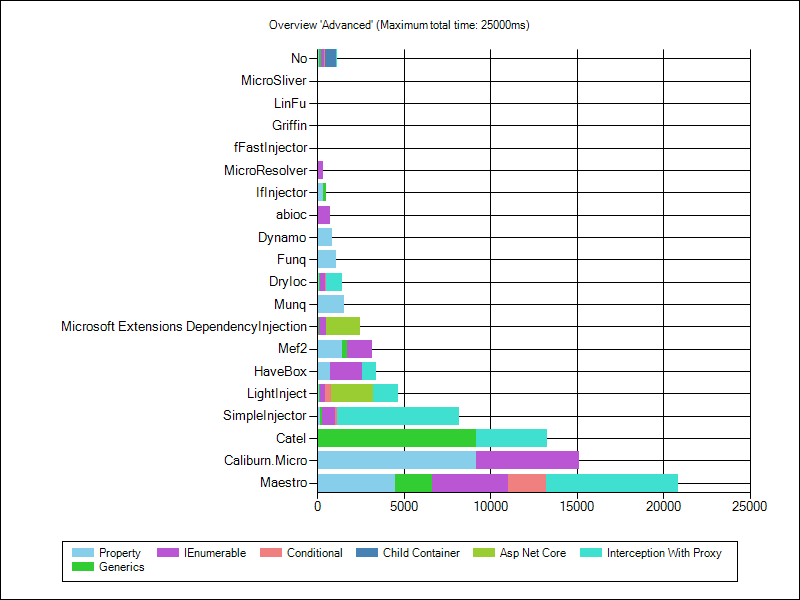 Overview 'Advanced' (Maximum total time: 25000ms)
No
MicroSliver
LinFu
Griffin
fFastInjector
MicroResolver
IfInjector
abioc
Dynamo
Funq
DryIoc
Munq
Microsoft Extensions DependencyInjection
Mef2
HaveBox
LightInject
SimpleInjector
Catel
Caliburn.Micro
Maestro
0 5000 10000 15000 20000 25000
Property IEnumerable Conditional Child Container Asp Net Core Interception With Proxy
Generics